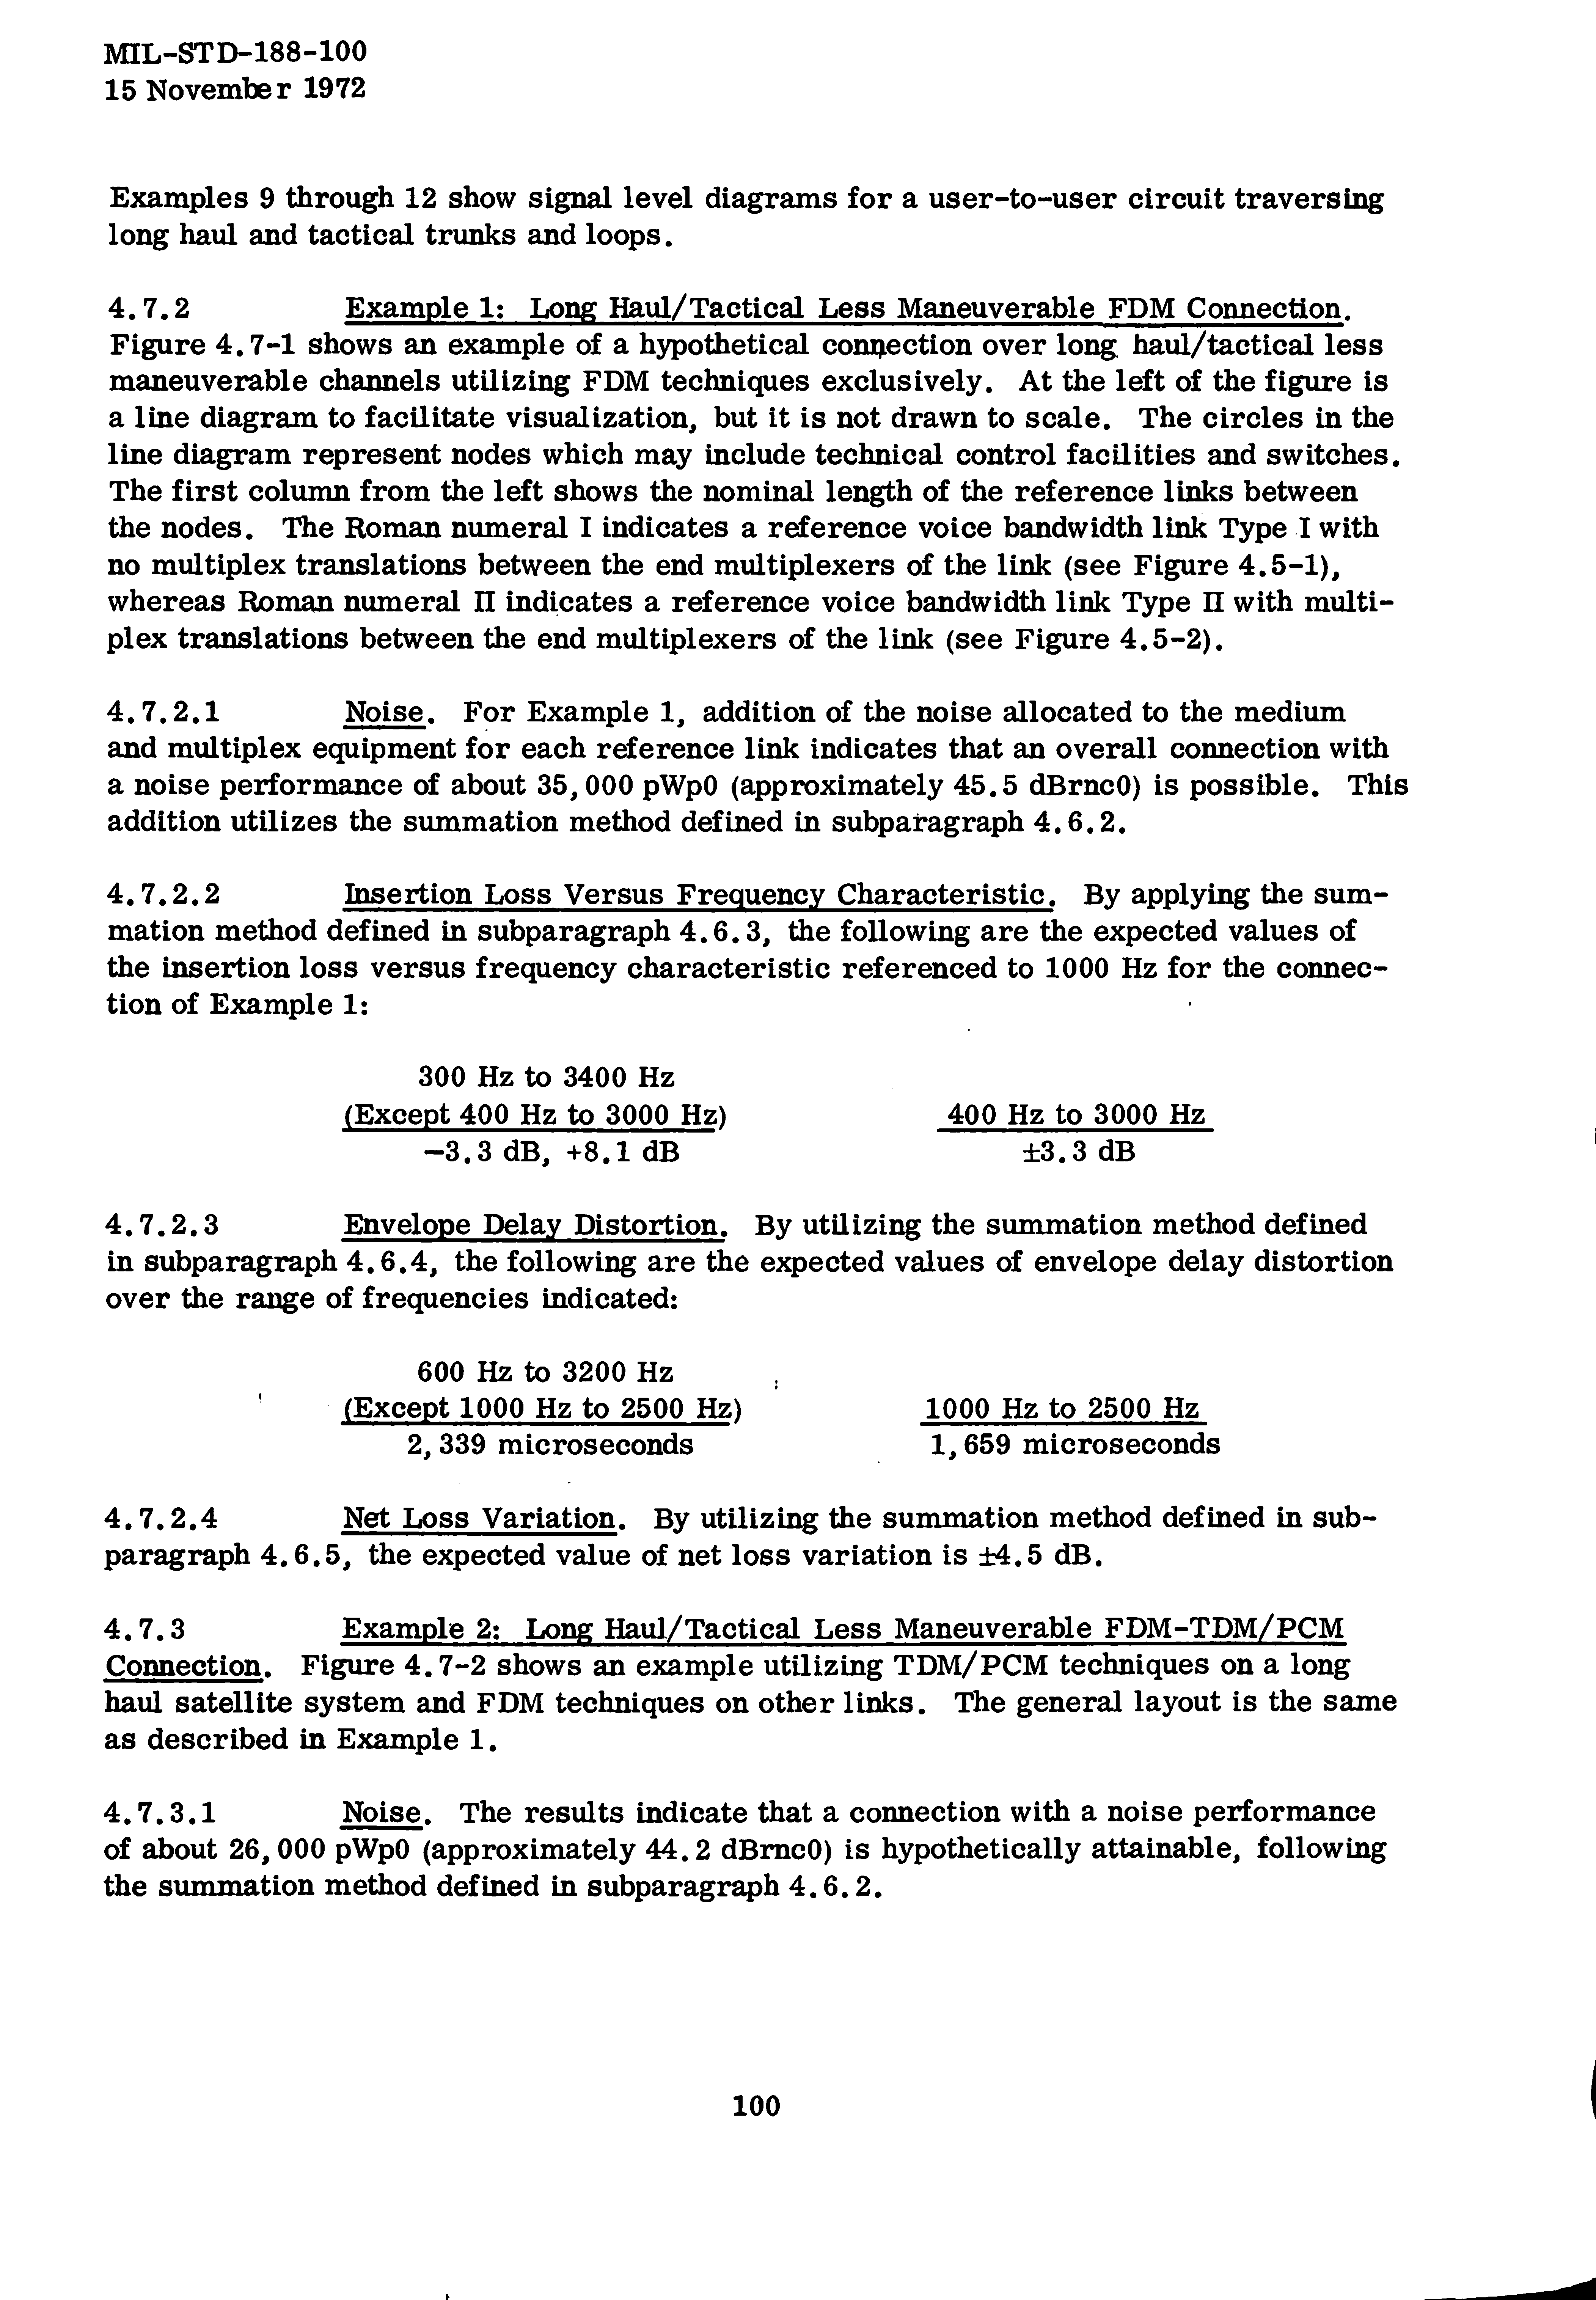 MIL-STD-188-100
15 November 1972
Examples 9 through 12 show signal level diagrams for a user-to-user circuit traversing
long haul and tactical trunks and loops.
4.7.2 Example 1: Long Haul/Tactical Less Maneuverable FDM Connection.
Figure 4.7-1 shows an example of a hypothetical connection over long haul/tactical less
maneuverable channels utilizing FDM techniques exclusively. At the left of the figure is
a line diagram to facilitate visualization, but it is not drawn to scale. The circles in the
line diagram represent nodes which may include technical control facilities and switches.
The first column from the left shows the nominal length of the reference links between
the nodes. The Roman numeral I indicates a reference voice bandwidth link Type I with
no multiplex translations between the end multiplexers of the link (see Figure 4.5-1),
whereas Roman numeral II indicates a reference voice bandwidth link Type II with multi-
plex translations between the end multiplexers of the link (see Figure 4.5-2).
4.7.2.1 Noise. For Example 1, addition of the noise allocated to the medium
and multiplex equipment for each reference link indicates that an overall connection with
a noise performance of about 35,000 pWp0 (approximately 45.5 dBrnc0) is possible. This
addition utilizes the summation method defined in subparagraph 4.6.2.
4.7.2.2 Insertion Loss Versus Frequency Characteristic. By applying the sum-
mation method defined in subparagraph 4.6.3, the following are the expected values of
the insertion loss versus frequency characteristic referenced to 1000 Hz for the connec-
tion of Example 1:
300 Hz to 3400 Hz
(Except 400 Hz to 3000 Hz) 400 Hz to 3000 Hz
-3.3 dB, +8.1 dB ±3.3 dB
4.7.2.3 Envelope Delay Distortion. By utilizing the summation method defined
in subparagraph 4.6.4, the following are the expected values of envelope delay distortion
over the range of frequencies indicated:
600 Hz to 3200 Hz
(Except 1000 Hz to 2500 Hz) 1000 Hz to 2500 Hz
2,339 microseconds 1,659 microseconds
4.7.2.4 Net Loss Variation. By utilizing the summation method defined in sub-
paragraph 4.6.5, the expected value of net loss variation is ±4.5 dB.
4.7.3 Example 2: Long Haul/Tactical Less Maneuverable FDM-TDM/PCM
Connection. Figure 4.7-2 shows an example utilizing TDM/PCM techniques on a long
haul satellite system and FDM techniques on other links. The general layout is the same
as described in Example 1.
4.7.3.1 Noise. The results indicate that a connection with a noise performance
of about 26,000 pWp0 (approximately 44.2 dBrnc0) is hypothetically attainable, following
the summation method defined in subparagraph 4.6.2.
100